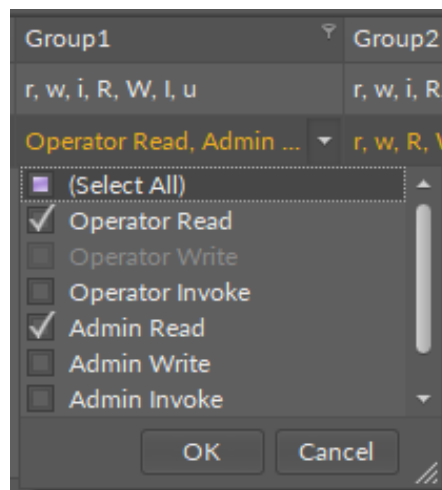 Group1 Group2
r, w, i, R, W, I, u r, w, i, R
Operator Read, Admin ... r, w, R,
(Select All)
Operator Read
Operator Write
Operator Invoke
Admin Read
Admin Write
Admin Invoke
OK Cancel